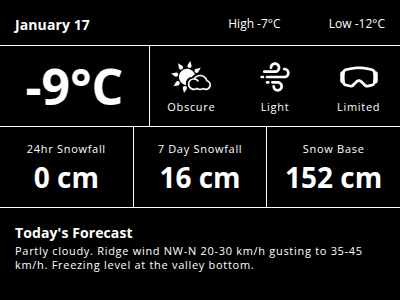 January 17 High -7°C Low -12°C
-9°C
Obscure Light Limited
24hr Snowfall 7 Day Snowfall Snow Base
0 cm 16 cm 152 cm
Today's Forecast
Partly cloudy. Ridge wind NW-N 20-30 km/h gusting to 35-45
km/h. Freezing level at the valley bottom.